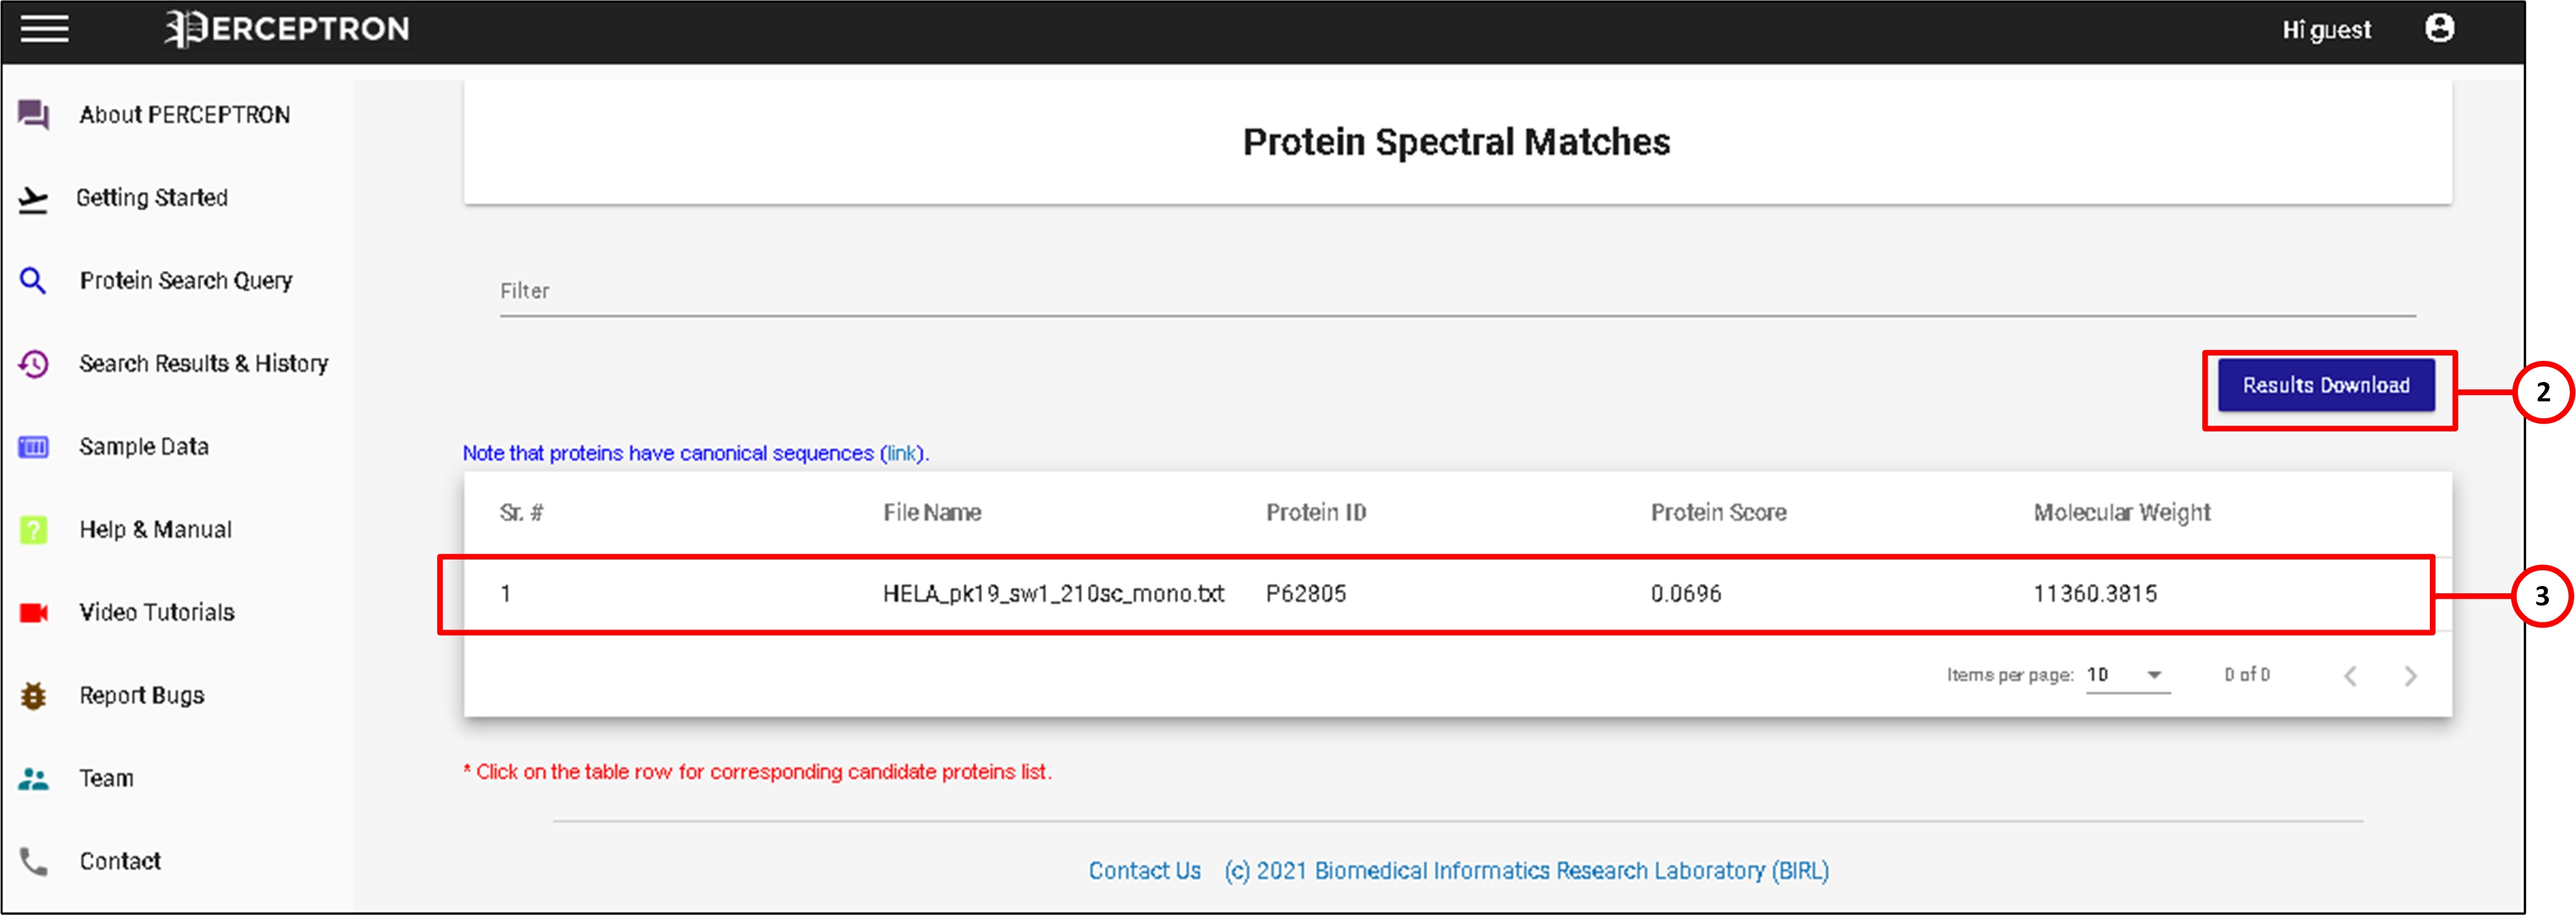 PERCEPTRON
Hi guest
About PERCEPTRON
Getting Started
Protein Search Query
Search Results & History
Sample Data
Help & Manual
Video Tutorials
Report Bugs
Team
Contact
Protein Spectral Matches
Filter
Results Download
2
Note that proteins have canonical sequences (link).
Sr. # File Name Protein ID Protein Score Molecular Weight
1 HELA_pk19_sw1_210sc_mono.txt P62805 0.0696 11360.3815
3
Items per page: 10 0 of 0
* Click on the table row for corresponding candidate proteins list.
Contact Us (c) 2021 Biomedical Informatics Research Laboratory (BIRL)